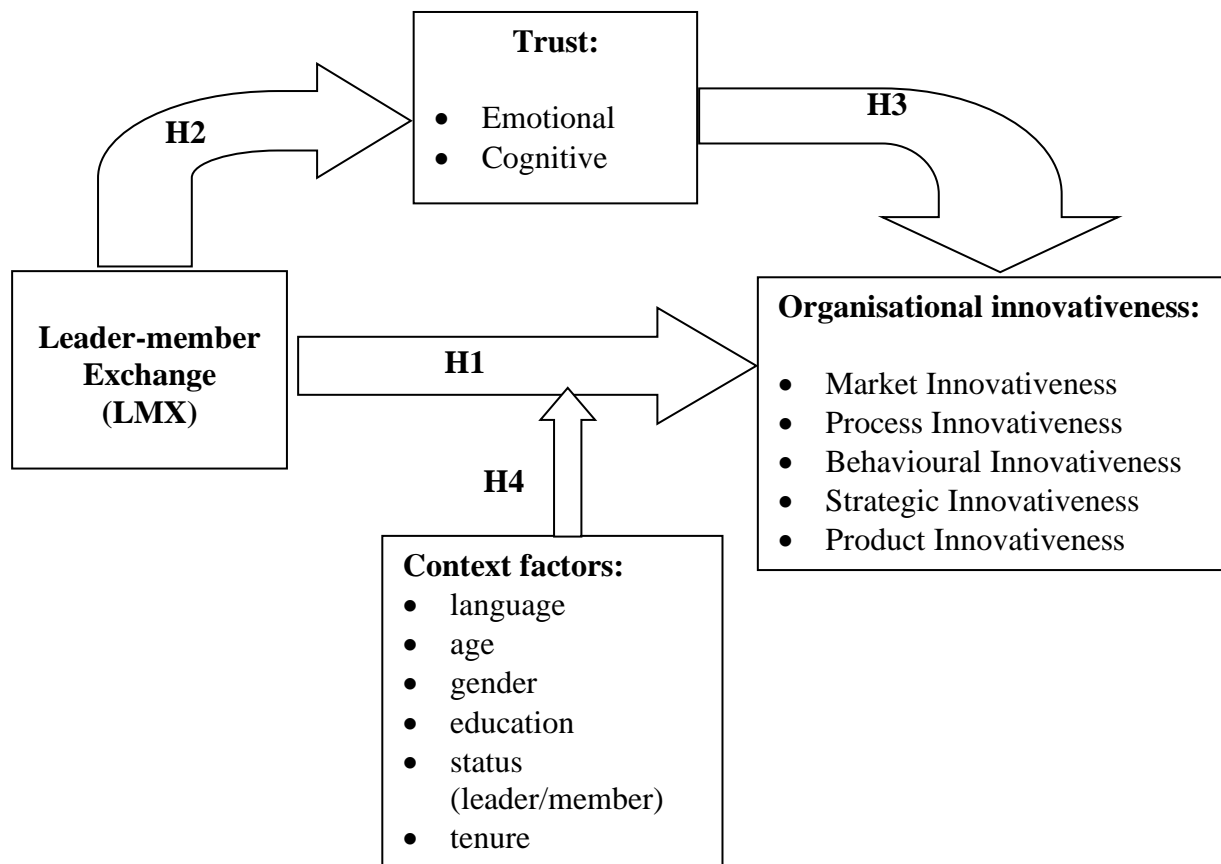 Trust:
• Emotional
• Cognitive
H2
H3
Leader-member
Exchange
(LMX)
H1
Organisational innovativeness:
• Market Innovativeness
• Process Innovativeness
• Behavioural Innovativeness
• Strategic Innovativeness
• Product Innovativeness
H4
Context factors:
• language
• age
• gender
• education
• status
(leader/member)
• tenure